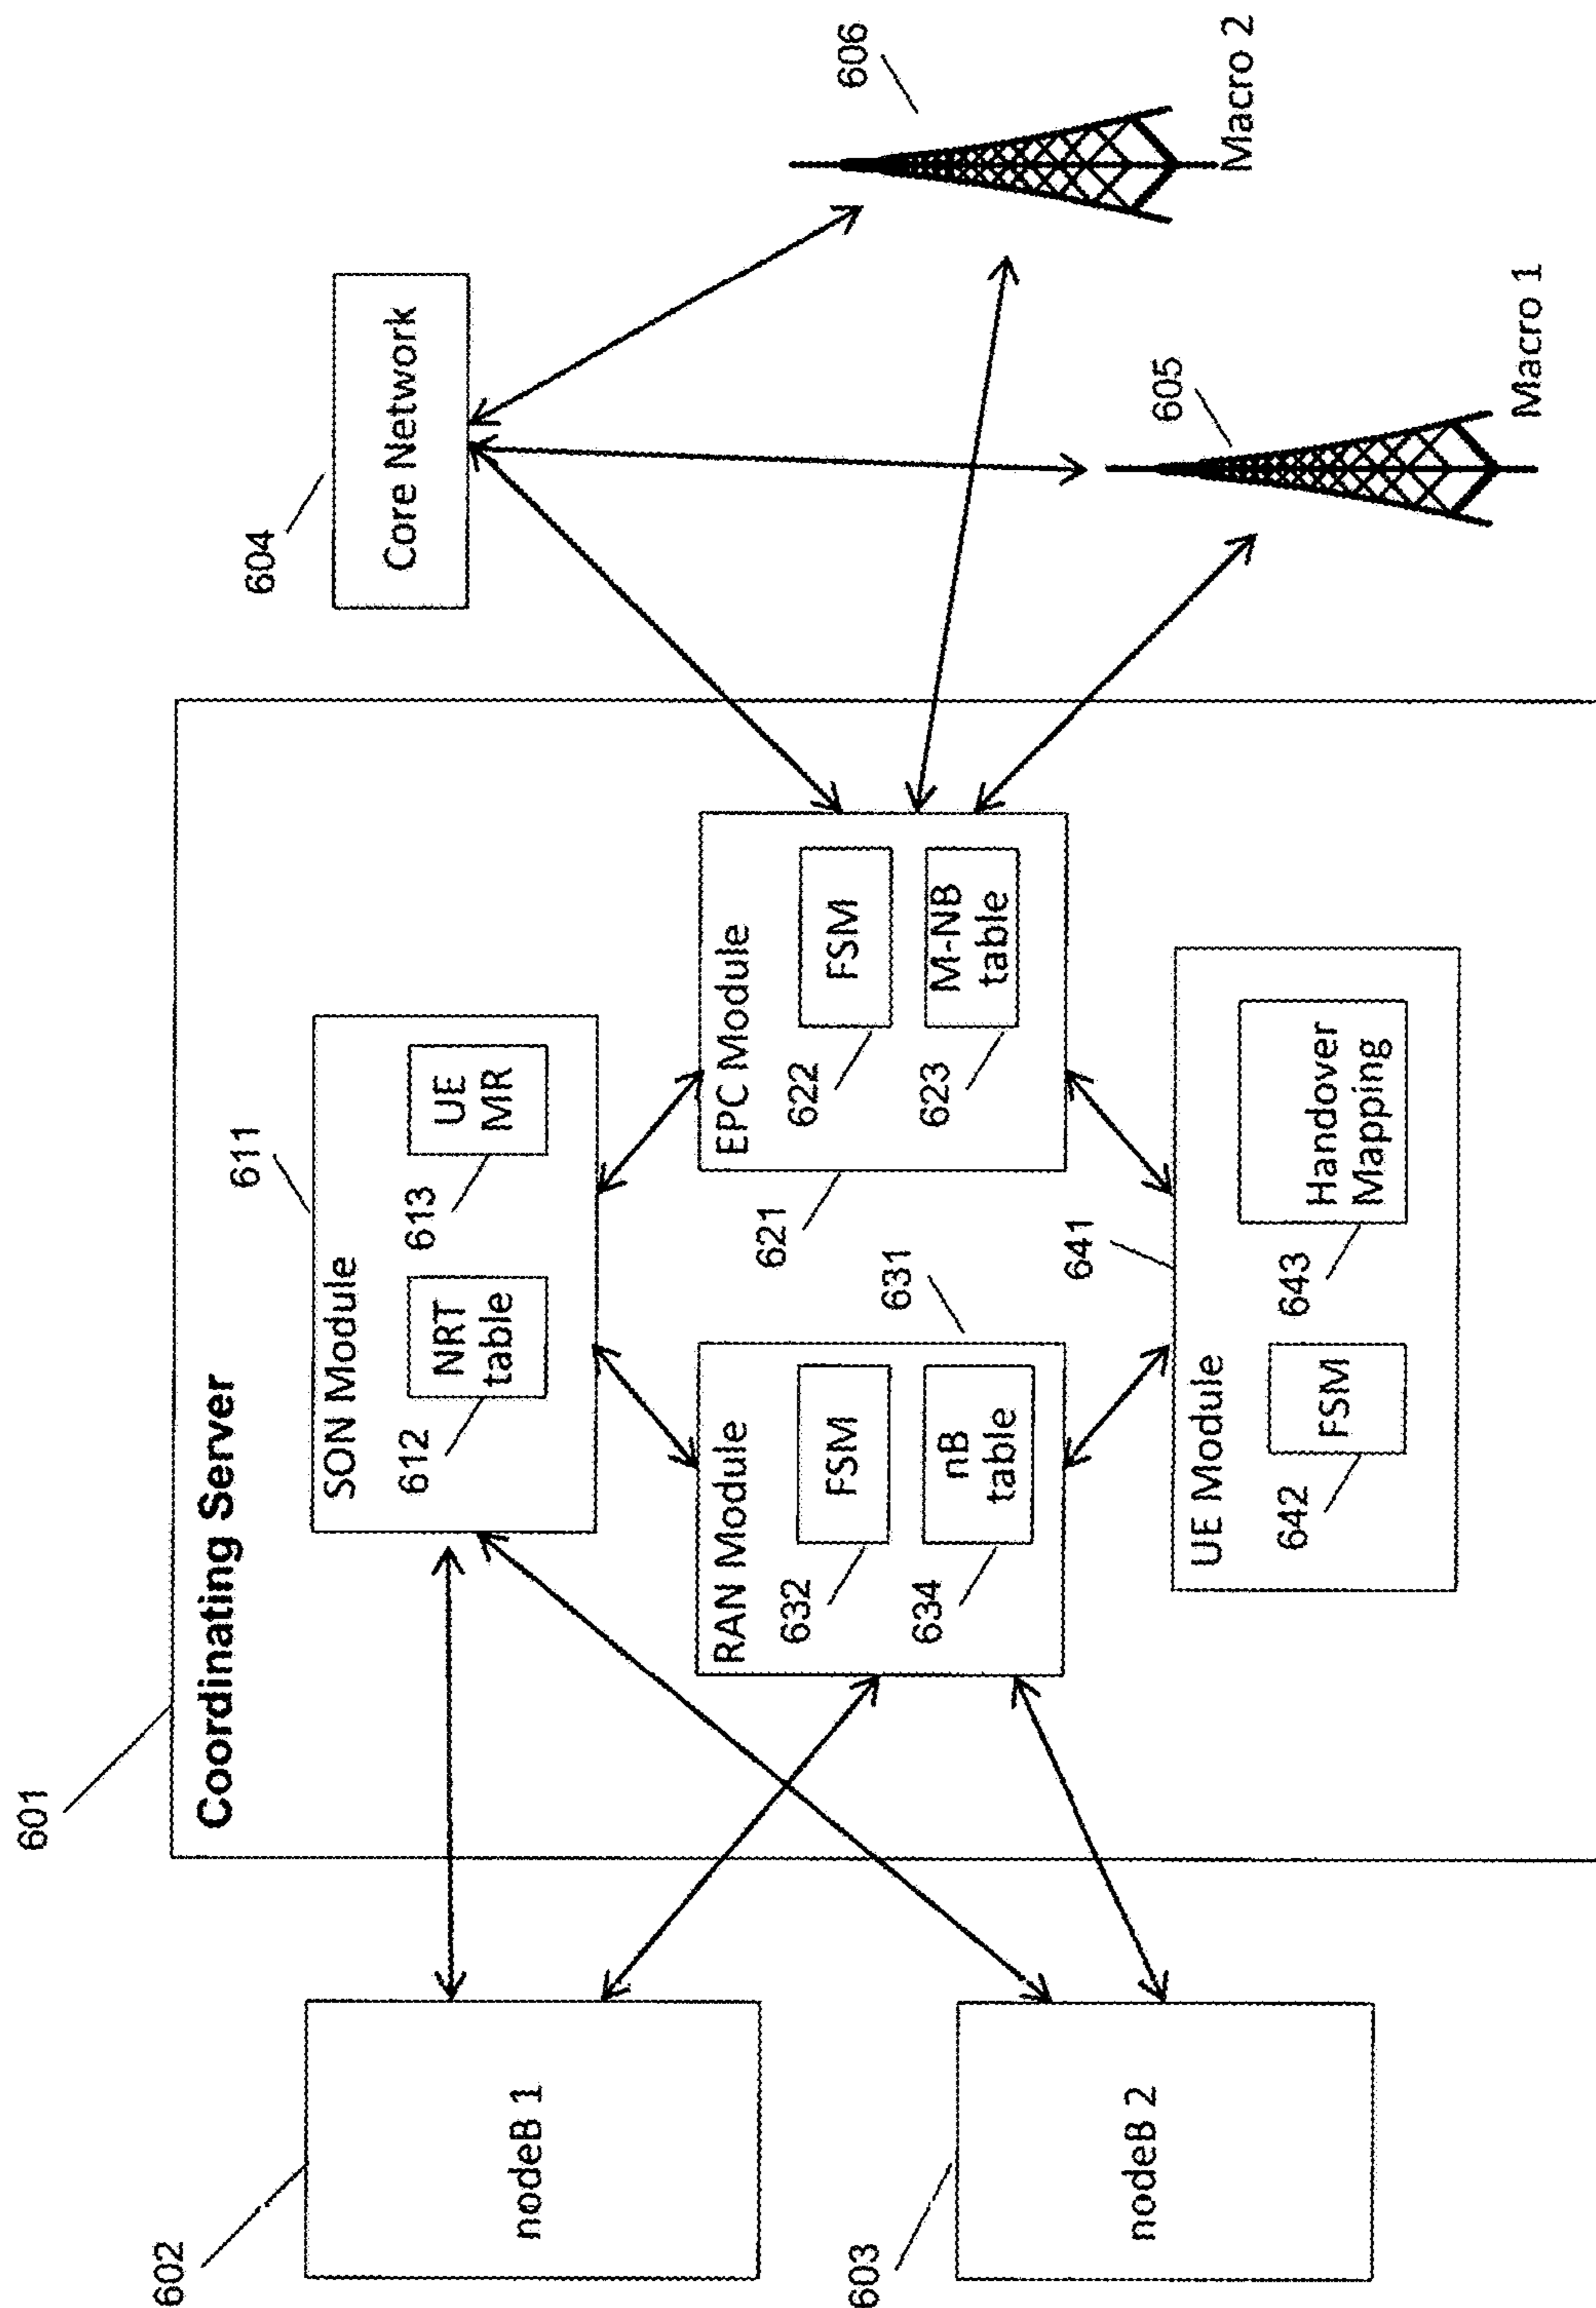 601
Coordinating Server
602
nodeB 1
603
nodeB 2
611
SON Module
612
NRT
table
613
UE
MR
631
RAN Module
632
FSM
634
nB
table
621
EPC Module
622
FSM
623
M-NB
table
641
UE Module
642
FSM
643
Handover
Mapping
604
Core Network
605
Macro 1
606
Macro 2